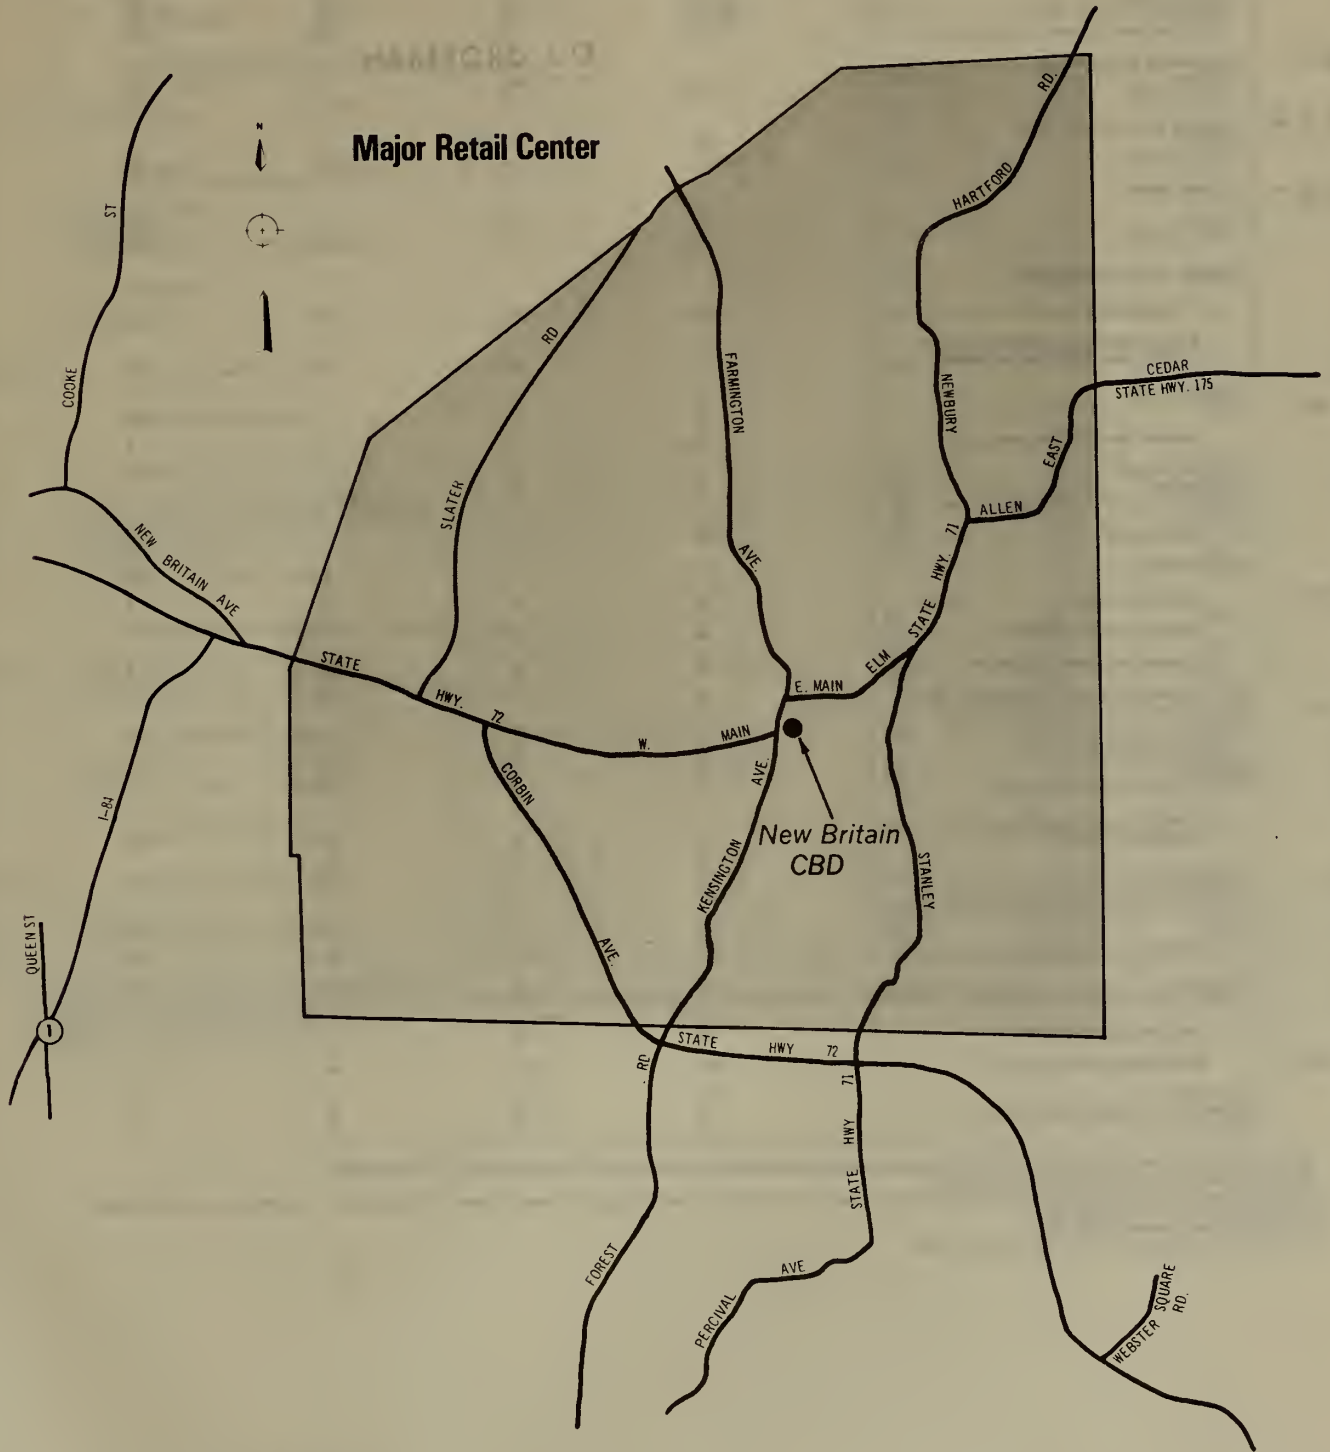 N
Major Retail Center
RD.
HARTFORD
ST
COOKE
RD
SLATER
FARMINGTON
AVE.
NEWBURY
CEDAR
STATE HWY. 175
EAST
ALLEN
STATE HWY. 71
NEW BRITAIN AVE
STATE HWY. 72
W. MAIN
E. MAIN
ELM
New Britain
CBD
CORBIN AVE.
KENSINGTON AVE.
STANLEY
I-84
QUEEN ST
1
STATE HWY 72
RD
FOREST
71
HWY
STATE
PERCIVAL AVE
WEBSTER SQUARE RD.